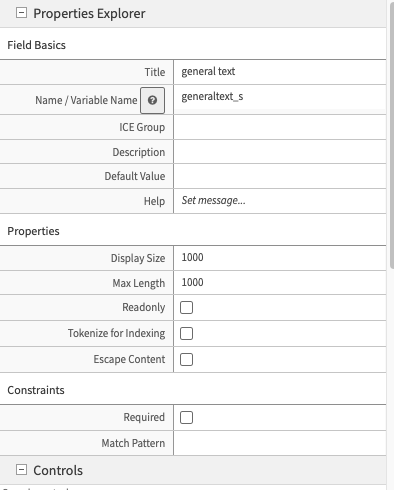 Properties Explorer
Field Basics
Title general text
Name / Variable Name ? generaltext_s
ICE Group
Description
Default Value
Help Set message...
Properties
Display Size 1000
Max Length 1000
Readonly
Tokenize for Indexing
Escape Content
Constraints
Required
Match Pattern
Controls